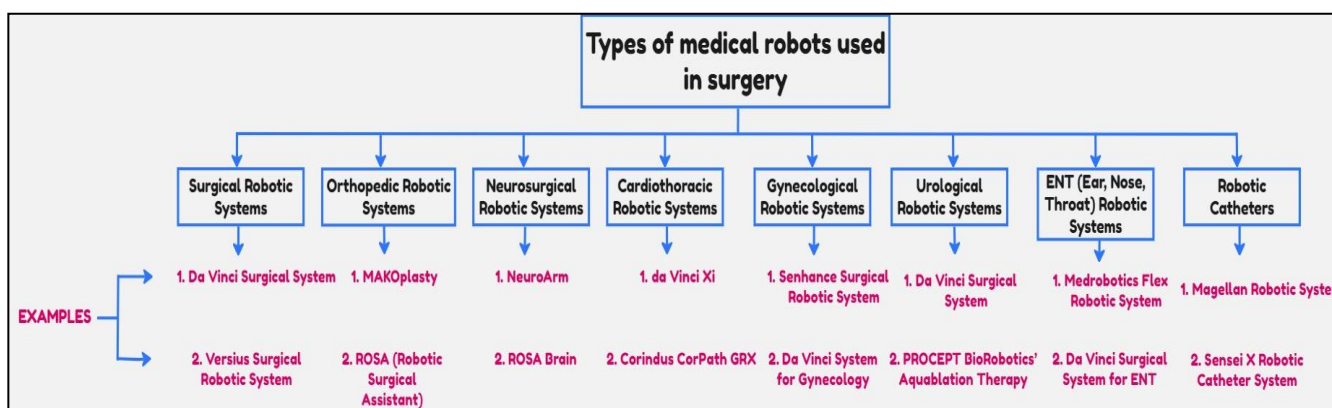 Types of medical robots used
in surgery
Surgical Robotic
Systems
Orthopedic Robotic
Systems
Neurosurgical
Robotic Systems
Cardiothoracic
Robotic Systems
Gynecological
Robotic Systems
Urological
Robotic Systems
ENT (Ear, Nose,
Throat) Robotic
Systems
Robotic
Catheters
EXAMPLES
1. Da Vinci Surgical System
1. MAKOplasty
1. NeuroArm
1. da Vinci Xi
1. Senhance Surgical
Robotic System
1. Da Vinci Surgical
System
1. Medrobotics Flex
Robotic System
1. Magellan Robotic Syste
2. Versius Surgical
Robotic System
2. ROSA (Robotic
Surgical
Assistant)
2. ROSA Brain
2. Corindus CorPath GRX
2. Da Vinci System
for Gynecology
2. PROCEPT BioRobotics’
Aquablation Therapy
2. Da Vinci Surgical
System for ENT
2. Sensei X Robotic
Catheter System